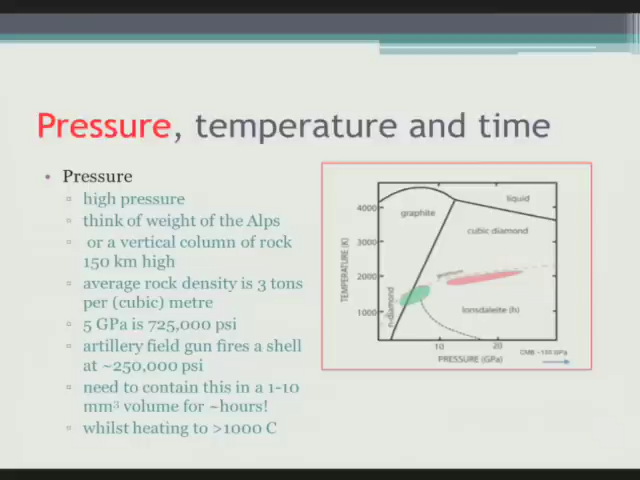 Pressure, temperature and time
• Pressure
▫ high pressure
▫ think of weight of the Alps
▫ or a vertical column of rock
150 km high
▫ average rock density is 3 tons
per (cubic) metre
▫ 5 GPa is 725,000 psi
▫ artillery field gun fires a shell
at ~250,000 psi
▫ need to contain this in a 1-10
mm³ volume for ~hours!
▫ whilst heating to >1000 C
TEMPERATURE (K)
4000
3000
2000
1000
graphite
liquid
cubic diamond
geotherm
n-diamond
lonsdaleite (h)
10
20
PRESSURE (GPa)
CMB ~135 GPa